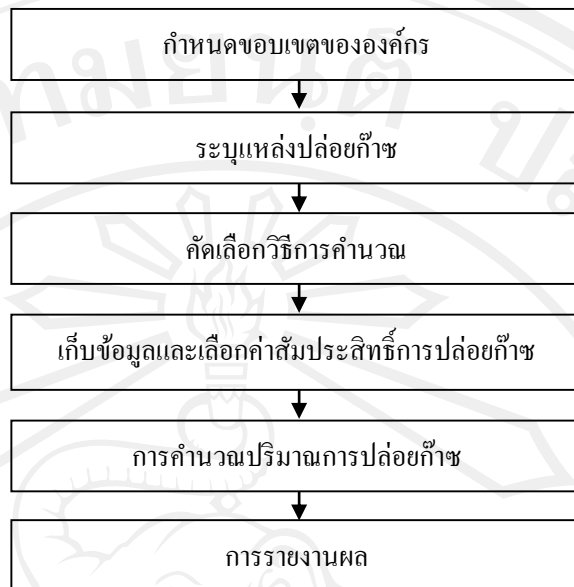 กำหนดขอบเขตขององค์กร
ระบุแหล่งปล่อยก๊าซ
คัดเลือกวิธีการคำนวณ
เก็บข้อมูลและเลือกค่าสัมประสิทธิ์การปล่อยก๊าซ
การคำนวณปริมาณการปล่อยก๊าซ
การรายงานผล